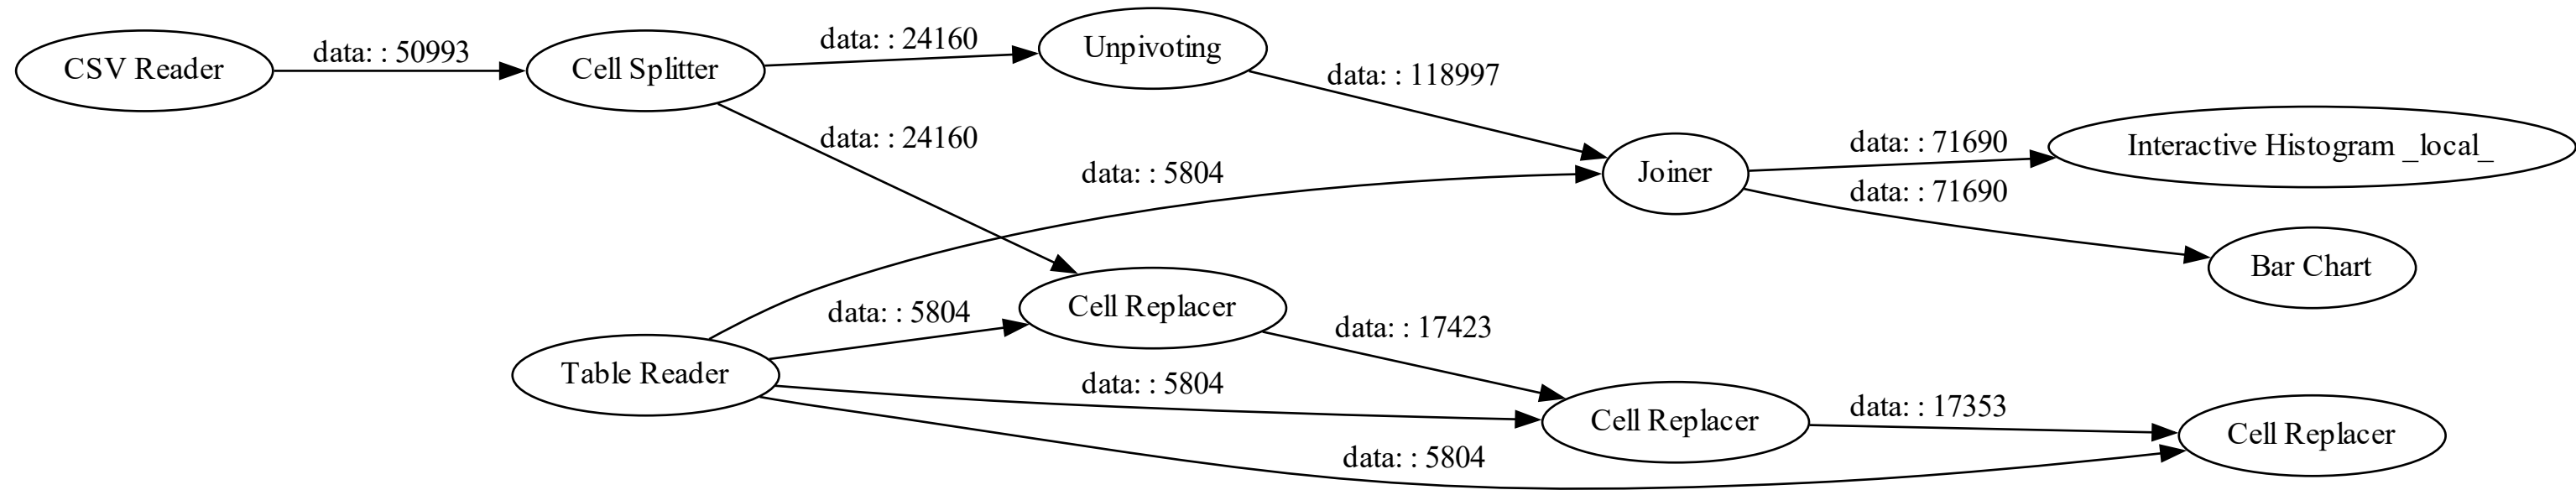 CSV Reader
data: : 50993
Cell Splitter
data: : 24160
Unpivoting
data: : 118997
data: : 24160
data: : 5804
Joiner
data: : 71690
Interactive Histogram _local_
data: : 71690
Bar Chart
Table Reader
data: : 5804
Cell Replacer
data: : 17423
data: : 5804
Cell Replacer
data: : 17353
Cell Replacer
data: : 5804